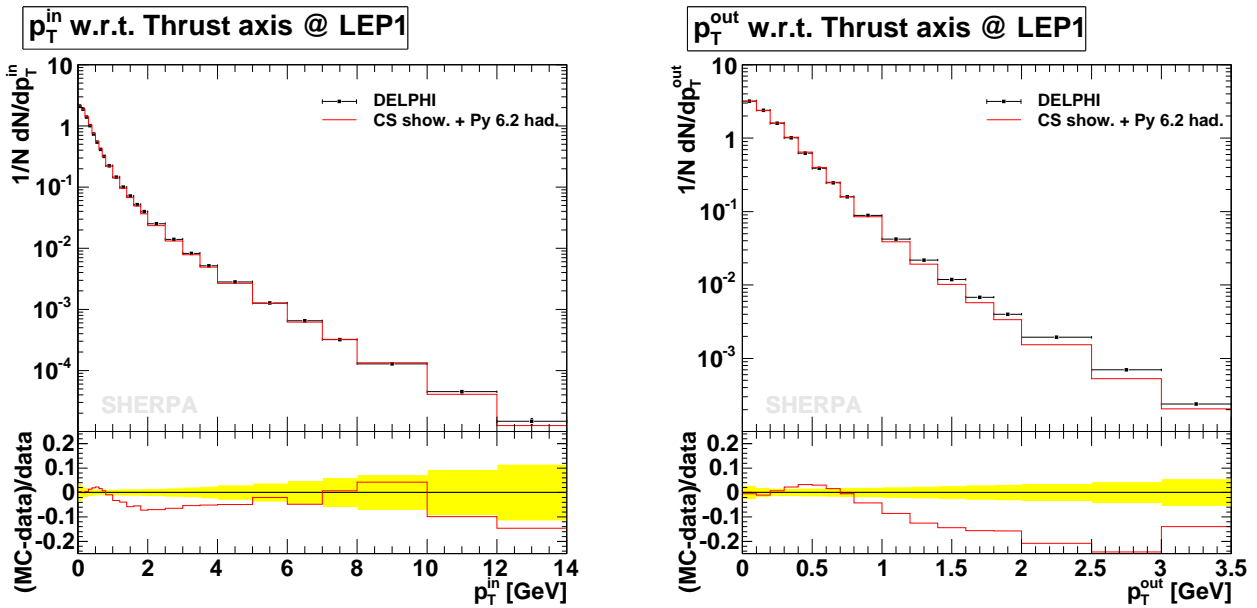 p_T^in w.r.t. Thrust axis @ LEP1
1/N dN/dp_T^in
10
1
10^-1
10^-2
10^-3
10^-4
DELPHI
CS show. + Py 6.2 had.
SHERPA
(MC-data)/data
0.2
0.1
0
-0.1
-0.2
0 2 4 6 8 10 12 14
p_T^in [GeV]
p_T^out w.r.t. Thrust axis @ LEP1
1/N dN/dp_T^out
10
1
10^-1
10^-2
10^-3
DELPHI
CS show. + Py 6.2 had.
SHERPA
(MC-data)/data
0.2
0.1
0
-0.1
-0.2
0 0.5 1 1.5 2 2.5 3 3.5
p_T^out [GeV]